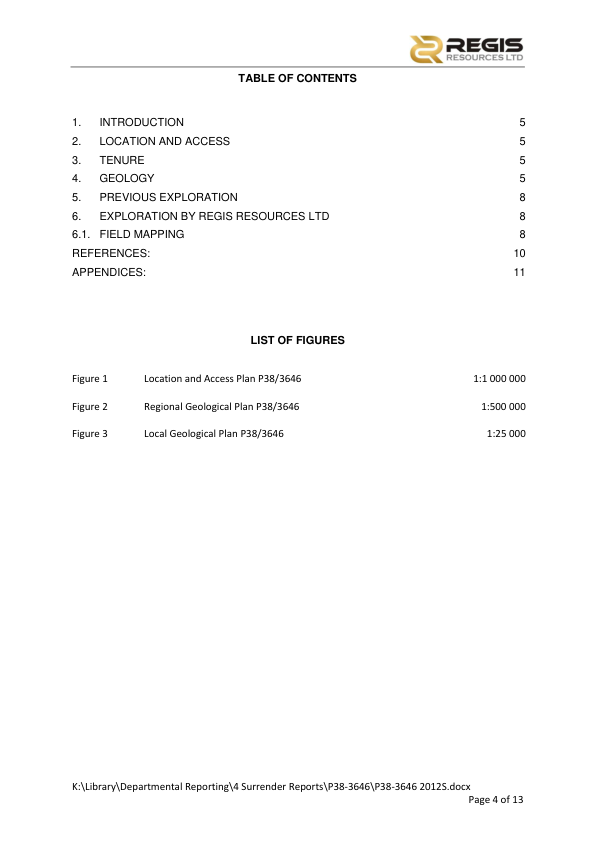 REGIS
RESOURCES LTD
TABLE OF CONTENTS
1. INTRODUCTION 5
2. LOCATION AND ACCESS 5
3. TENURE 5
4. GEOLOGY 5
5. PREVIOUS EXPLORATION 8
6. EXPLORATION BY REGIS RESOURCES LTD 8
6.1. FIELD MAPPING 8
REFERENCES: 10
APPENDICES: 11
LIST OF FIGURES
Figure 1 Location and Access Plan P38/3646 1:1 000 000
Figure 2 Regional Geological Plan P38/3646 1:500 000
Figure 3 Local Geological Plan P38/3646 1:25 000
K:\Library\Departmental Reporting\4 Surrender Reports\P38-3646\P38-3646 2012S.docx
Page 4 of 13